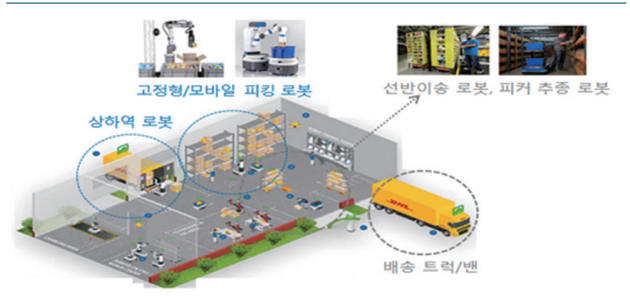 고정형/모바일 피킹 로봇
선반이송 로봇, 피커 추종 로봇
상하역 로봇
DHL
배송 트럭/밴